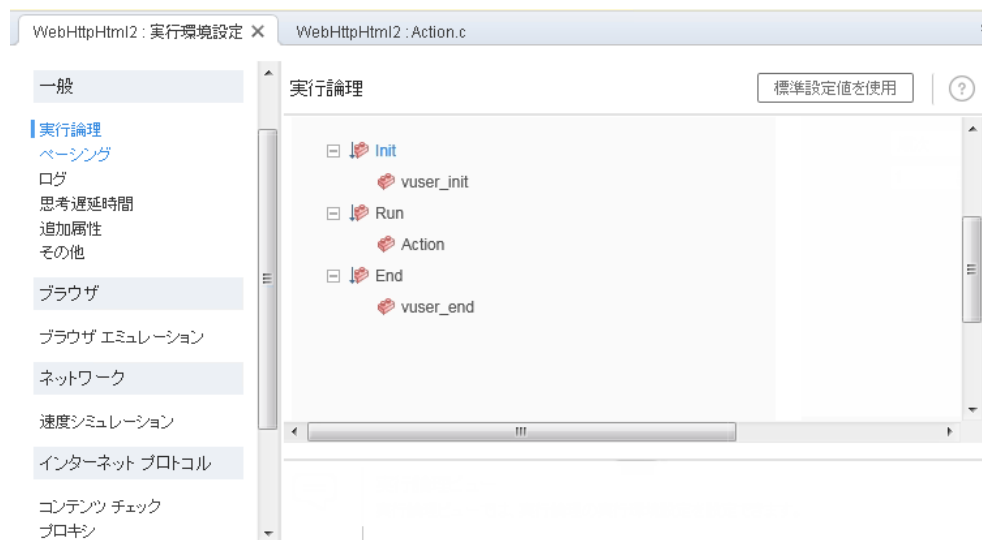 WebHttpHtml2 : 実行環境設定 ×
WebHttpHtml2 : Action.c
一般
実行論理
ペーシング
ログ
思考遅延時間
追加属性
その他
ブラウザ
ブラウザ エミュレーション
ネットワーク
速度シミュレーション
インターネット プロトコル
コンテンツ チェック
プロキシ
実行論理
標準設定値を使用
?
Init
vuser_init
Run
Action
End
vuser_end